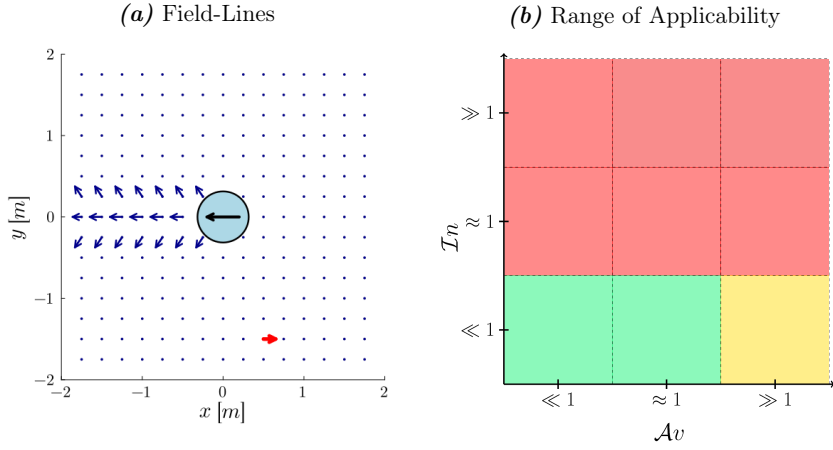 (a) Field-Lines
2
1
0
−1
−2
−2
−1
0
1
2
x [m]
y [m]
(b) Range of Applicability
≫ 1
≈ 1
≪ 1
In
≪ 1
≈ 1
≫ 1
Av